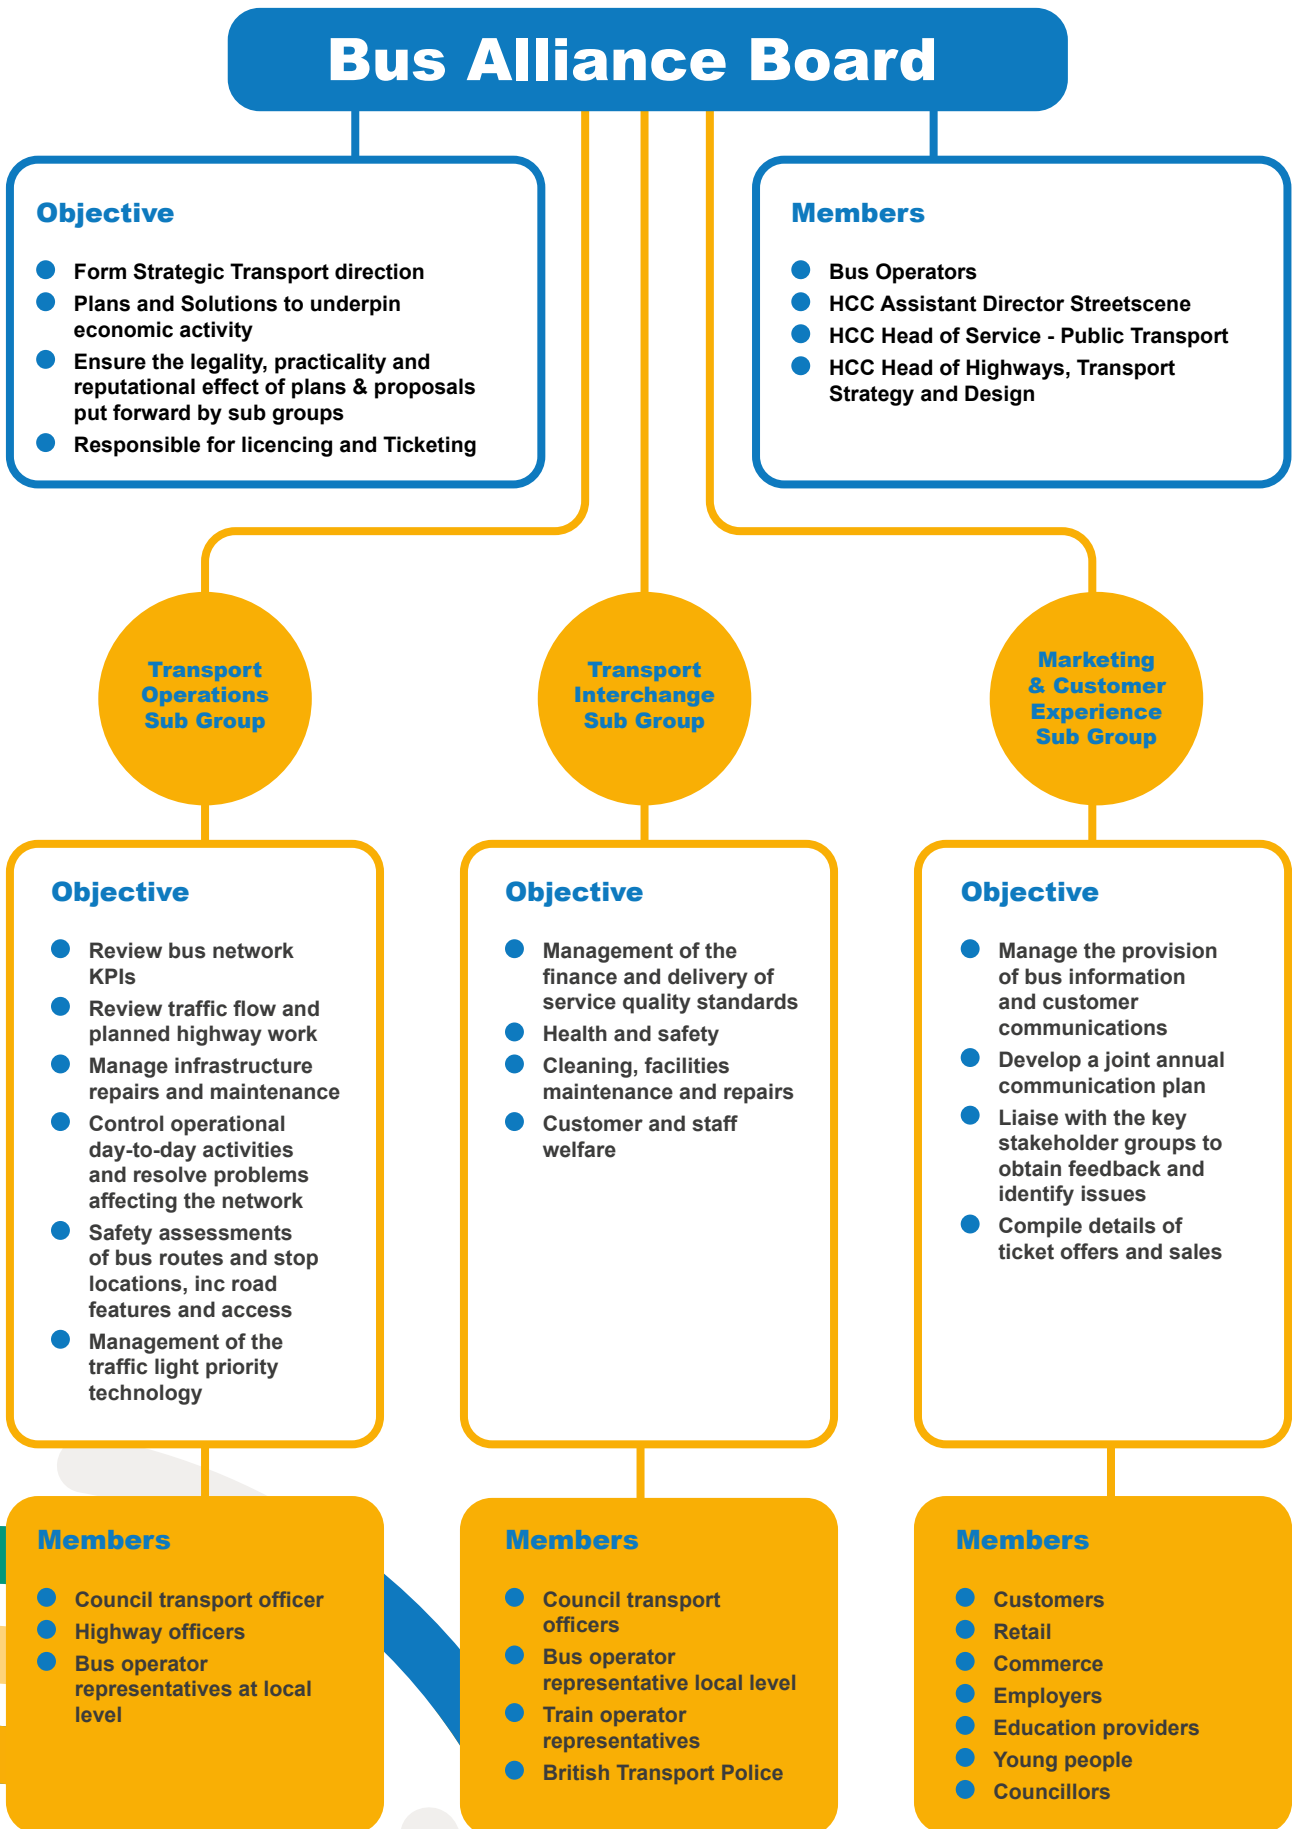 Bus Alliance Board
Objective
Form Strategic Transport direction
Plans and Solutions to underpin
economic activity
Ensure the legality, practicality and
reputational effect of plans & proposals
put forward by sub groups
Responsible for licencing and Ticketing
Members
Bus Operators
HCC Assistant Director Streetscene
HCC Head of Service - Public Transport
HCC Head of Highways, Transport
Strategy and Design
Transport
Operations
Sub Group
Transport
Interchange
Sub Group
Marketing
& Customer
Experience
Sub Group
Objective
Review bus network
KPIs
Review traffic flow and
planned highway work
Manage infrastructure
repairs and maintenance
Control operational
day-to-day activities
and resolve problems
affecting the network
Safety assessments
of bus routes and stop
locations, inc road
features and access
Management of the
traffic light priority
technology
Objective
Management of the
finance and delivery of
service quality standards
Health and safety
Cleaning, facilities
maintenance and repairs
Customer and staff
welfare
Objective
Manage the provision
of bus information
and customer
communications
Develop a joint annual
communication plan
Liaise with the key
stakeholder groups to
obtain feedback and
identify issues
Compile details of
ticket offers and sales
Members
Council transport officer
Highway officers
Bus operator
representatives at local
level
Members
Council transport
officers
Bus operator
representative local level
Train operator
representatives
British Transport Police
Members
Customers
Retail
Commerce
Employers
Education providers
Young people
Councillors